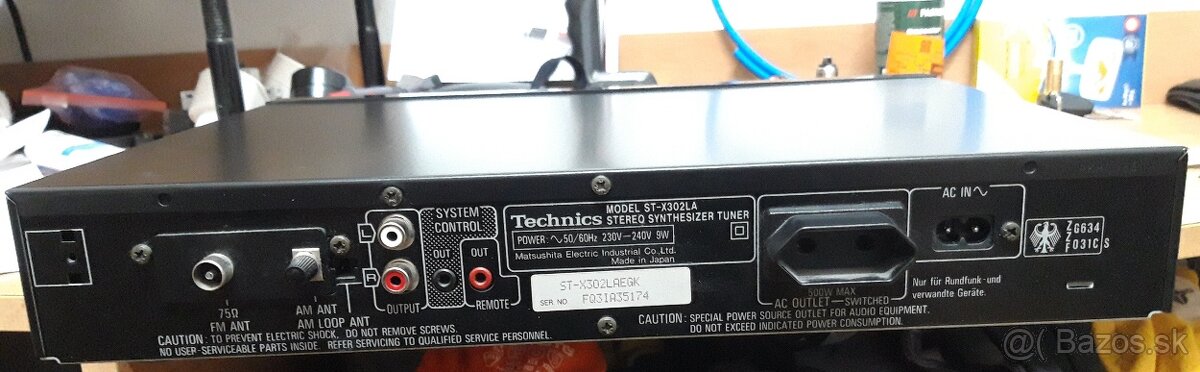 75Ω
FM ANT
AM ANT
AM LOOP ANT
CAUTION: TO PREVENT ELECTRIC SHOCK, DO NOT REMOVE SCREWS.
NO USER-SERVICEABLE PARTS INSIDE. REFER SERVICING TO QUALIFIED SERVICE PERSONNEL.
L
R
OUTPUT
SYSTEM
CONTROL
OUT
OUT
REMOTE
Technics
MODEL ST-X302LA
STEREO SYNTHESIZER TUNER
POWER: ∿50/60Hz 230V—240V 9W
Matsushita Electric Industrial Co.,Ltd.
Made in Japan
ST-X302LAEGK
SER. NO. FQ3IA35174
500W MAX
AC OUTLET—SWITCHED
CAUTION: SPECIAL POWER SOURCE OUTLET FOR AUDIO EQUIPMENT.
DO NOT EXCEED INDICATED POWER CONSUMPTION.
AC IN ∿
Nur für Rundfunk- und
verwandte Geräte.
ZG634
F031C S
@( Bazos.sk